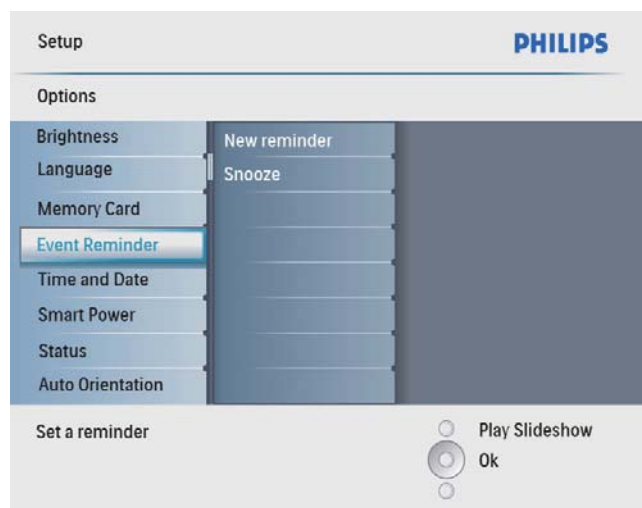 Setup
PHILIPS
Options
Brightness
Language
Memory Card
Event Reminder
Time and Date
Smart Power
Status
Auto Orientation
New reminder
Snooze
Set a reminder
Play Slideshow
Ok